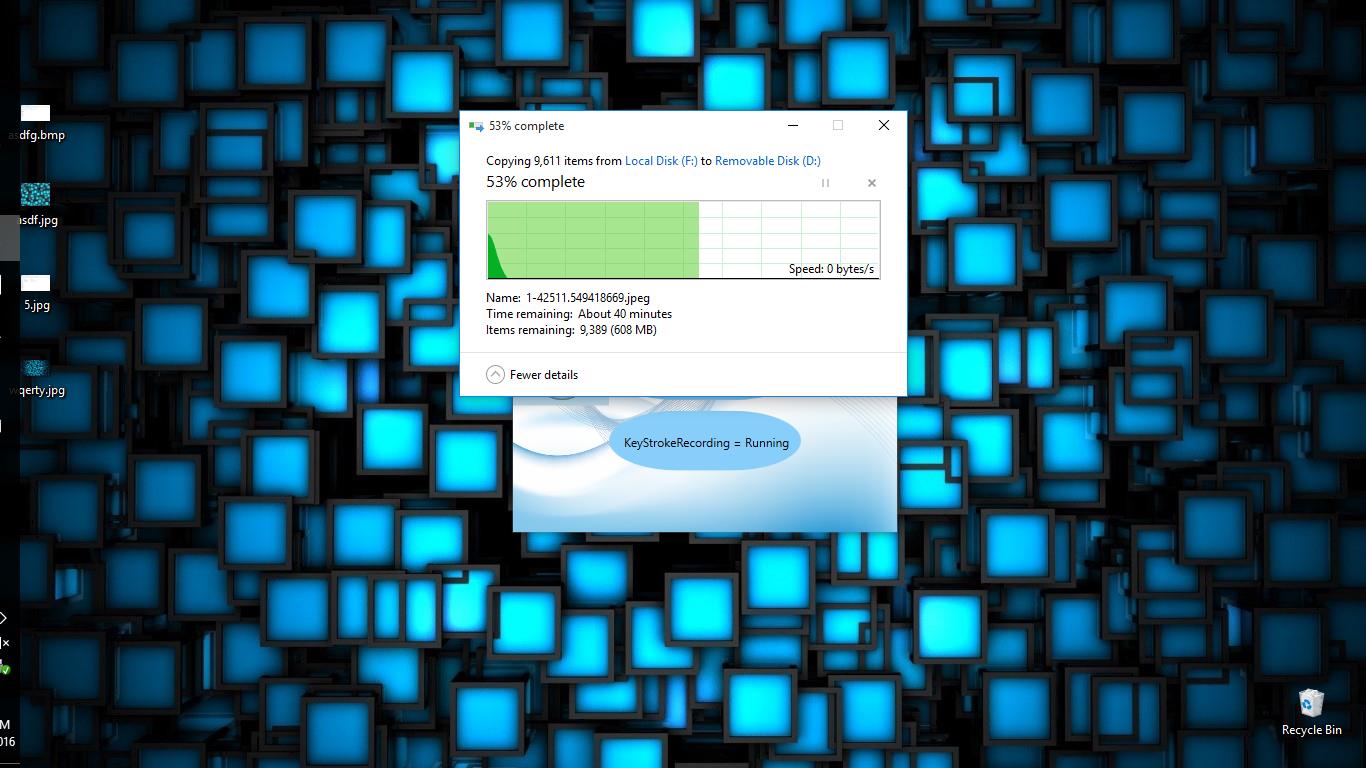 53% complete
Copying 9,611 items from Local Disk (F:) to Removable Disk (D:)
53% complete
Speed: 0 bytes/s
Name: 1-42511.549418669.jpeg
Time remaining: About 40 minutes
Items remaining: 9,389 (608 MB)
Fewer details
KeyStrokeRecording = Running
asdfg.bmp
asdf.jpg
5.jpg
wqerty.jpg
M
016
Recycle Bin